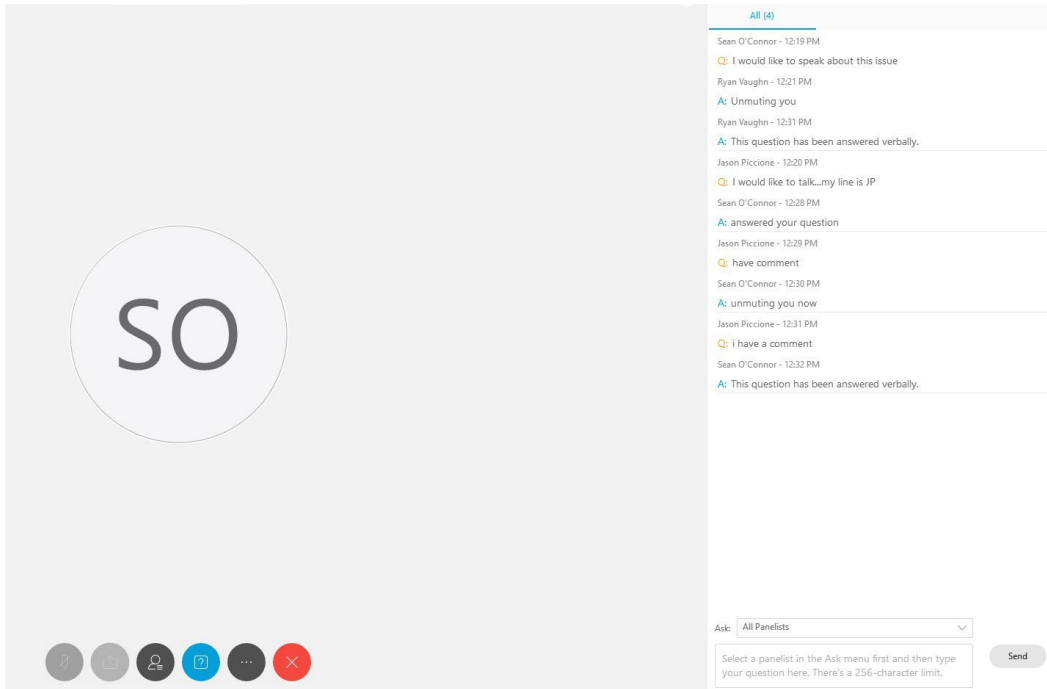 All (4)
Sean O'Connor - 12:19 PM
Q: I would like to speak about this issue
Ryan Vaughn - 12:21 PM
A: Unmuting you
Ryan Vaughn - 12:31 PM
A: This question has been answered verbally.
Jason Piccione - 12:20 PM
Q: I would like to talk...my line is JP
Sean O'Connor - 12:28 PM
A: answered your question
Jason Piccione - 12:29 PM
Q: have comment
Sean O'Connor - 12:30 PM
A: unmuting you now
Jason Piccione - 12:31 PM
Q: i have a comment
Sean O'Connor - 12:32 PM
A: This question has been answered verbally.
SO
Ask: All Panelists
Select a panelist in the Ask menu first and then type
your question here. There's a 256-character limit.
Send